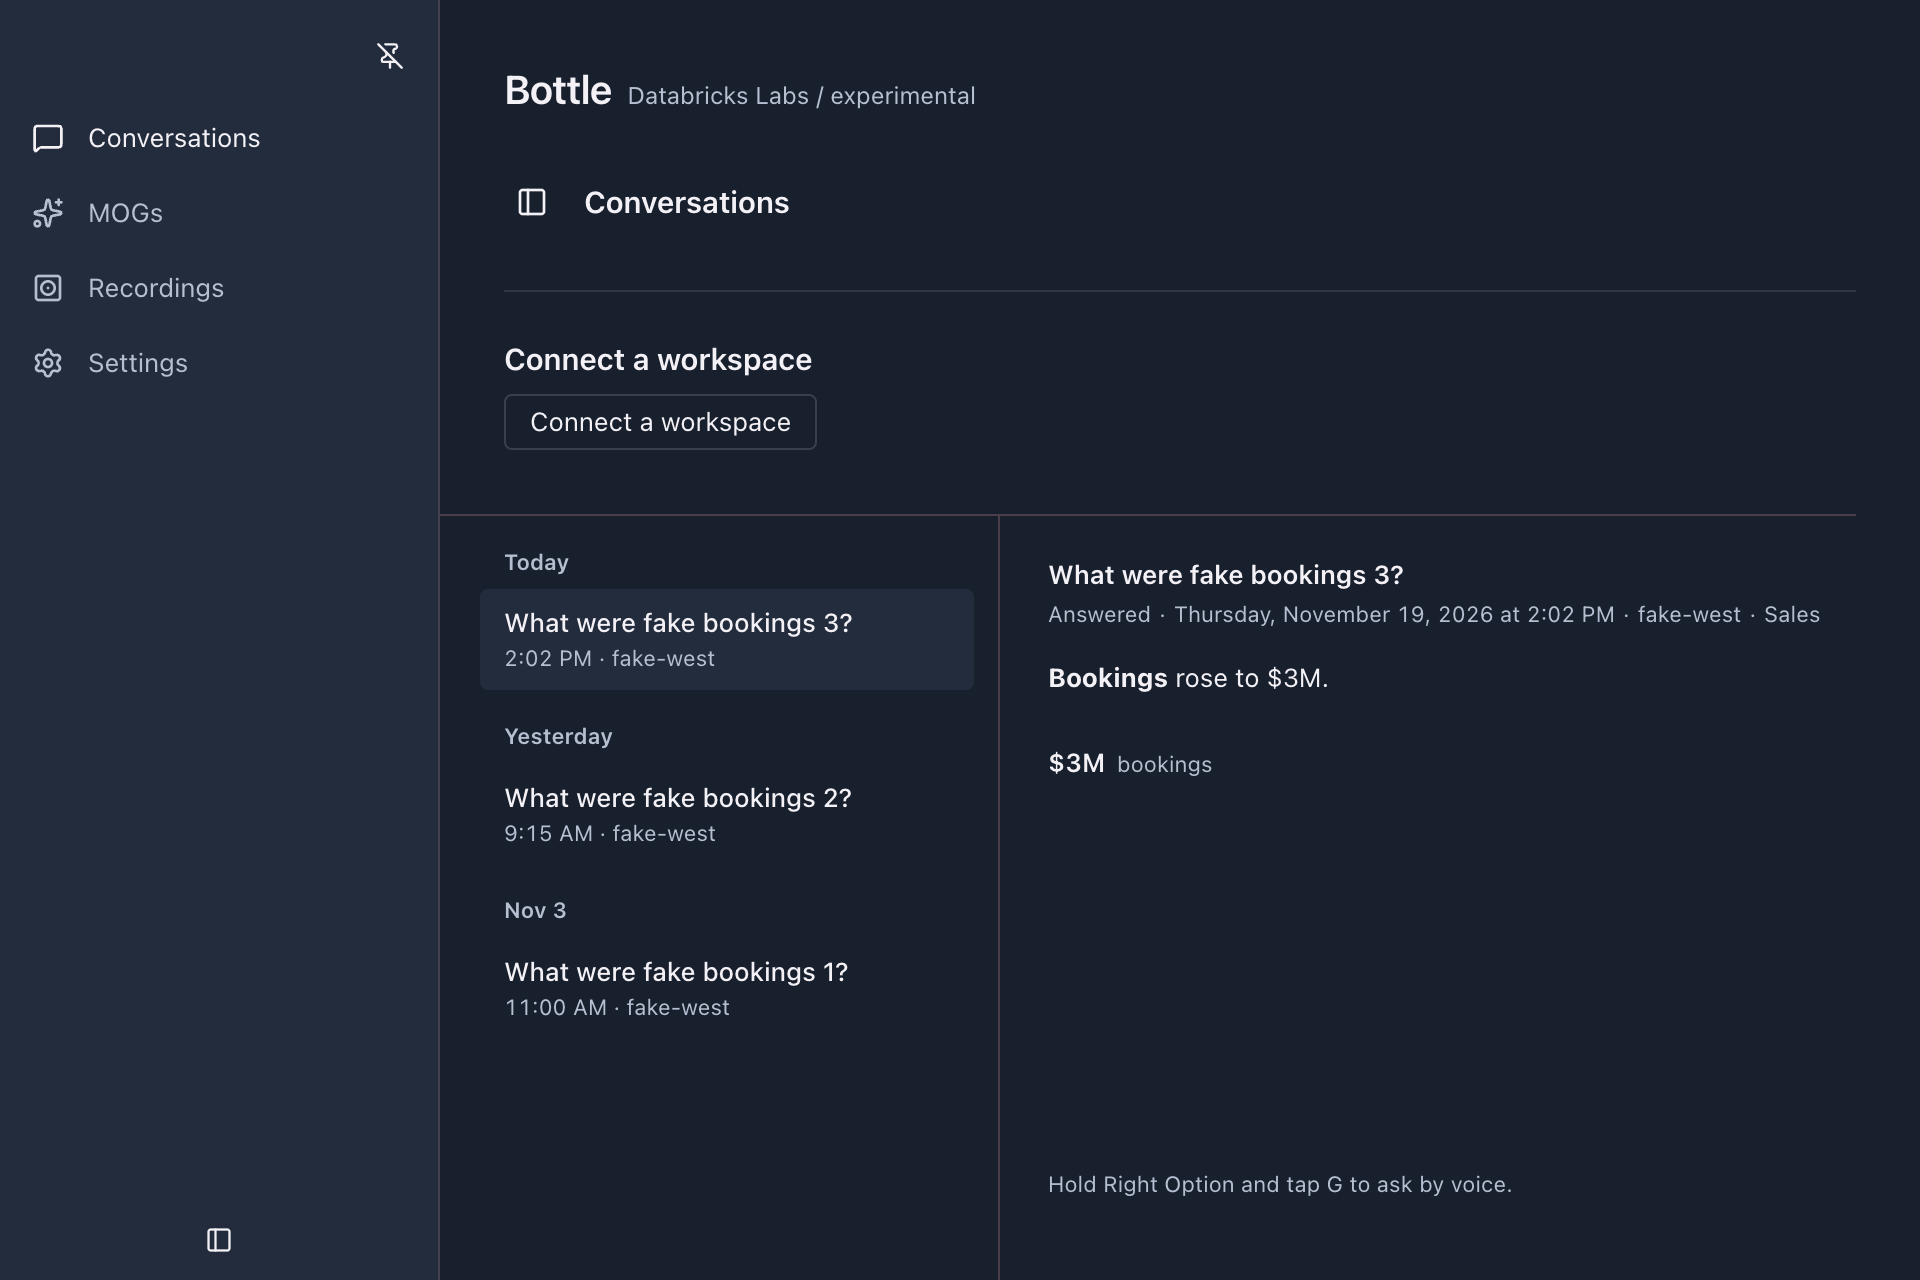 Conversations
MOGs
Recordings
Settings
Bottle Databricks Labs / experimental
Conversations
Connect a workspace
Connect a workspace
Today
What were fake bookings 3?
2:02 PM · fake-west
Yesterday
What were fake bookings 2?
9:15 AM · fake-west
Nov 3
What were fake bookings 1?
11:00 AM · fake-west
What were fake bookings 3?
Answered · Thursday, November 19, 2026 at 2:02 PM · fake-west · Sales
Bookings rose to $3M.
$3M bookings
Hold Right Option and tap G to ask by voice.